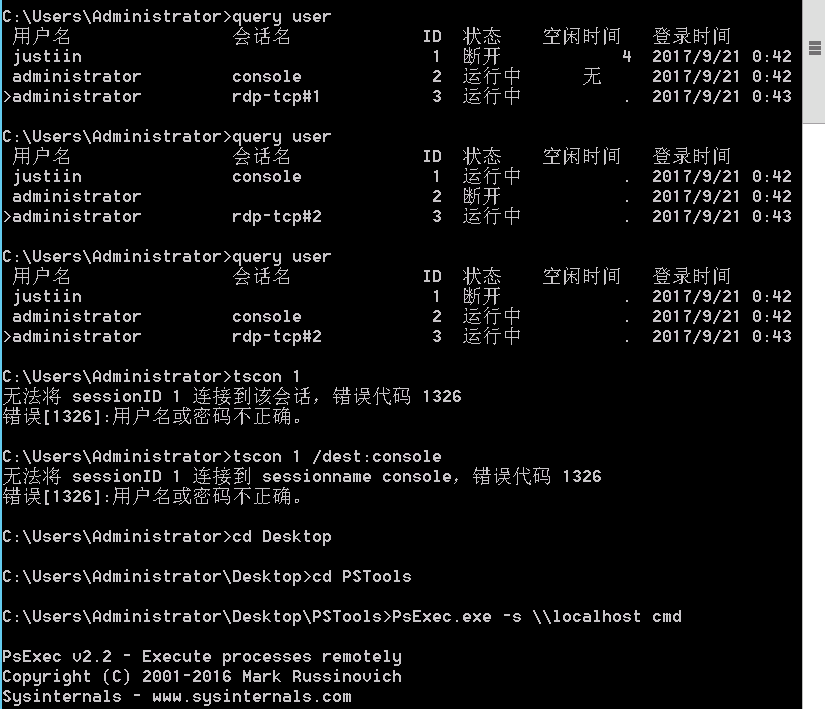 C:\Users\Administrator>query user
用户名 会话名 ID 状态 空闲时间 登录时间
justiin 1 断开 4 2017/9/21 0:42
administrator console 2 运行中 无 2017/9/21 0:42
>administrator rdp-tcp#1 3 运行中 . 2017/9/21 0:43
C:\Users\Administrator>query user
用户名 会话名 ID 状态 空闲时间 登录时间
justiin console 1 运行中 . 2017/9/21 0:42
administrator 2 断开 . 2017/9/21 0:42
>administrator rdp-tcp#2 3 运行中 . 2017/9/21 0:43
C:\Users\Administrator>query user
用户名 会话名 ID 状态 空闲时间 登录时间
justiin 1 断开 . 2017/9/21 0:42
administrator console 2 运行中 . 2017/9/21 0:42
>administrator rdp-tcp#2 3 运行中 . 2017/9/21 0:43
C:\Users\Administrator>tscon 1
无法将 sessionID 1 连接到该会话，错误代码 1326
错误[1326]:用户名或密码不正确。
C:\Users\Administrator>tscon 1 /dest:console
无法将 sessionID 1 连接到 sessionname console，错误代码 1326
错误[1326]:用户名或密码不正确。
C:\Users\Administrator>cd Desktop
C:\Users\Administrator\Desktop>cd PSTools
C:\Users\Administrator\Desktop\PSTools>PsExec.exe -s \\localhost cmd
PsExec v2.2 - Execute processes remotely
Copyright (C) 2001-2016 Mark Russinovich
Sysinternals - www.sysinternals.com